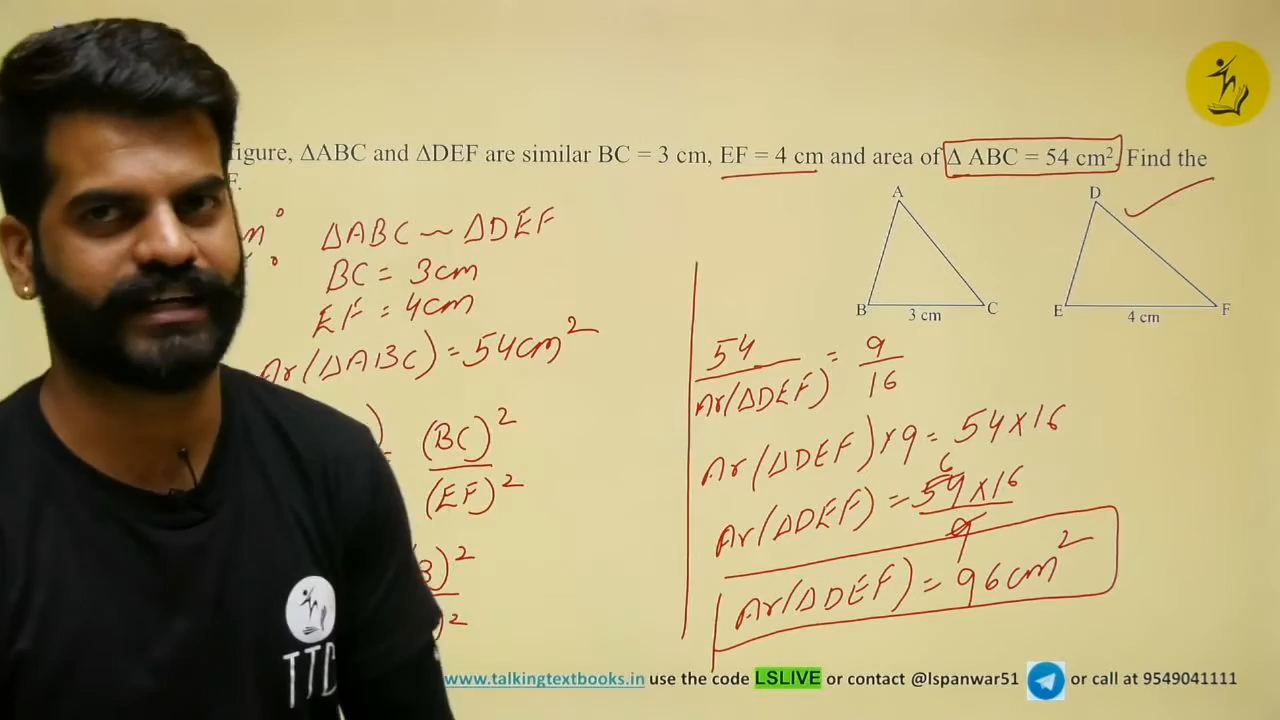 figure, ΔABC and ΔDEF are similar BC = 3 cm, EF = 4 cm and area of Δ ABC = 54 cm². Find the
F.
ΔABC ~ ΔDEF
BC = 3cm
EF = 4cm
Ar(ΔABC) = 54cm²
(BC)²
(EF)²
A
B
C
3 cm
D
E
F
4 cm
54 / Ar(ΔDEF) = 9 / 16
Ar(ΔDEF) × 9 = 54 × 16
Ar(ΔDEF) = 54 × 16 / 9
6
Ar(ΔDEF) = 96cm²
TTC
www.talkingtextbooks.in use the code LSLIVE or contact @lspanwar51 or call at 9549041111